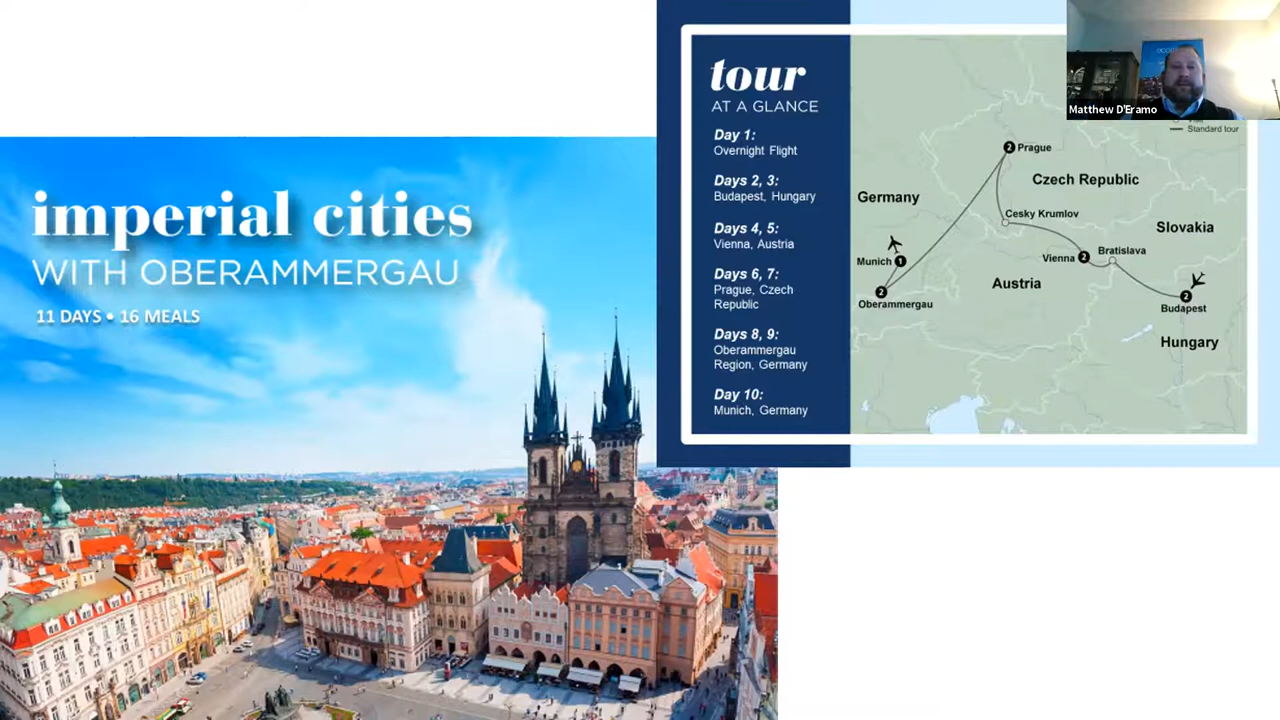 imperial cities
WITH OBERAMMERGAU
11 DAYS • 16 MEALS
tour
AT A GLANCE
Day 1:
Overnight Flight
Days 2, 3:
Budapest, Hungary
Days 4, 5:
Vienna, Austria
Days 6, 7:
Prague, Czech
Republic
Days 8, 9:
Oberammergau
Region, Germany
Day 10:
Munich, Germany
Matthew D'Eramo
Standard tour
2 Prague
Czech Republic
Germany
Cesky Krumlov
Slovakia
Bratislava
Vienna 2
Munich 1
Austria
2
Oberammergau
2
Budapest
Hungary